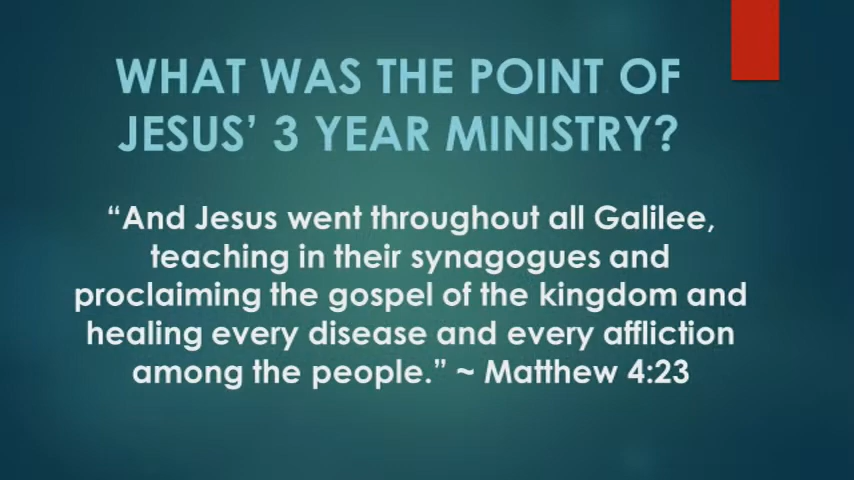 WHAT WAS THE POINT OF
JESUS’ 3 YEAR MINISTRY?
“And Jesus went throughout all Galilee,
teaching in their synagogues and
proclaiming the gospel of the kingdom and
healing every disease and every affliction
among the people.” ~ Matthew 4:23